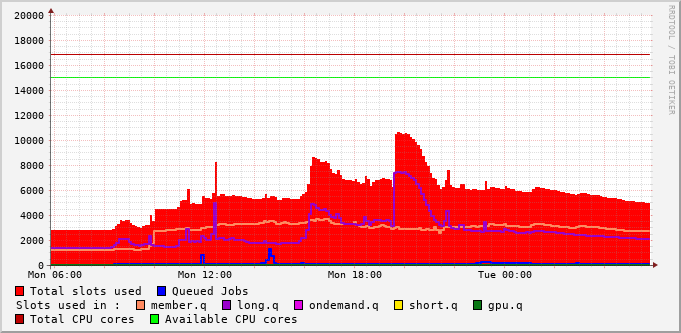 20000
18000
16000
14000
12000
10000
8000
6000
4000
2000
0
Mon 06:00 Mon 12:00 Mon 18:00 Tue 00:00
Total slots used Queued Jobs
Slots used in : member.q long.q ondemand.q short.q gpu.q
Total CPU cores Available CPU cores
RRDTOOL / TOBI OETIKER